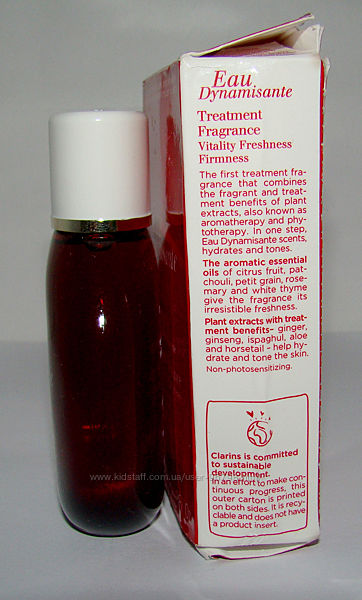 Eau
Dynamisante
Treatment
Fragrance
Vitality Freshness
Firmness
The first treatment fra-
grance that combines
the fragrant and treat-
ment benefits of plant
extracts, also known as
aromatherapy and phy-
totherapy. In one step,
Eau Dynamisante scents,
hydrates and tones.
The aromatic essential
oils of citrus fruit, pat-
chouli, petit grain, rose-
mary and white thyme
give the fragrance its
irresistible freshness.
Plant extracts with treat-
ment benefits- ginger,
ginseng, ispaghul, aloe
and horsetail - help hy-
drate and tone the skin.
Non-photosensitizing.
Clarins is committed
to sustainable
development.
In an effort to make con-
tinuous progress, this
outer carton is printed
on both sides. It is recy-
clable and does not have
a product insert.
www.kidstaff.com.ua/user-